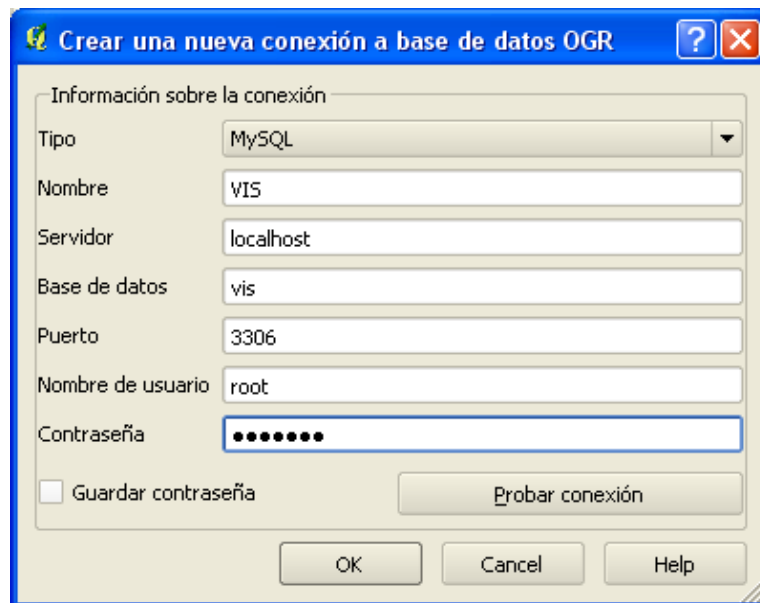 Crear una nueva conexión a base de datos OGR
Información sobre la conexión
Tipo MySQL
Nombre VIS
Servidor localhost
Base de datos vis
Puerto 3306
Nombre de usuario root
Contraseña •••••••
Guardar contraseña Probar conexión
OK Cancel Help